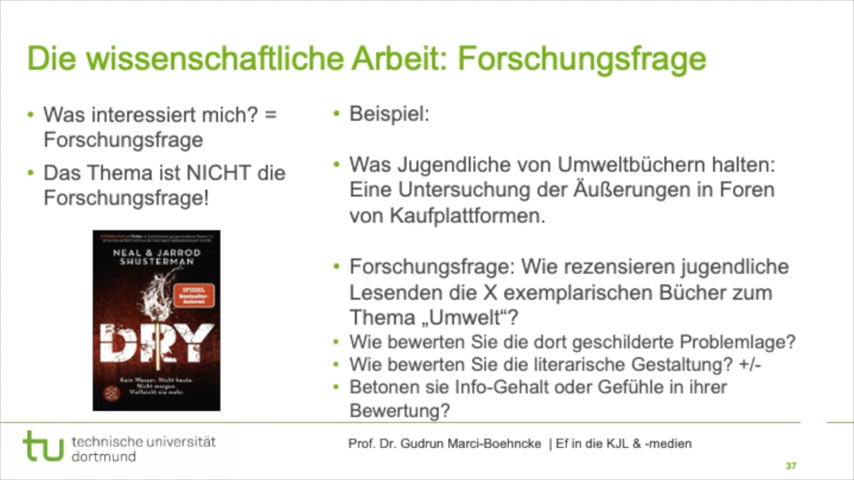 Die wissenschaftliche Arbeit: Forschungsfrage
• Was interessiert mich? =
Forschungsfrage
• Das Thema ist NICHT die
Forschungsfrage!
NEAL & JARROD
SHUSTERMAN
SPIEGEL
Bestseller-
Autoren
DRY
Kein Wasser. Nicht heute.
Nicht morgen.
Vielleicht nie mehr.
• Beispiel:
• Was Jugendliche von Umweltbüchern halten:
Eine Untersuchung der Äußerungen in Foren
von Kaufplattformen.
• Forschungsfrage: Wie rezensieren jugendliche
Lesenden die X exemplarischen Bücher zum
Thema „Umwelt“?
• Wie bewerten Sie die dort geschilderte Problemlage?
• Wie bewerten Sie die literarische Gestaltung? +/-
• Betonen sie Info-Gehalt oder Gefühle in ihrer
Bewertung?
tu technische universität
dortmund
Prof. Dr. Gudrun Marci-Boehncke | Ef in die KJL & -medien
37